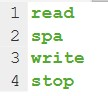 1 read
2 spa
3 write
4 stop